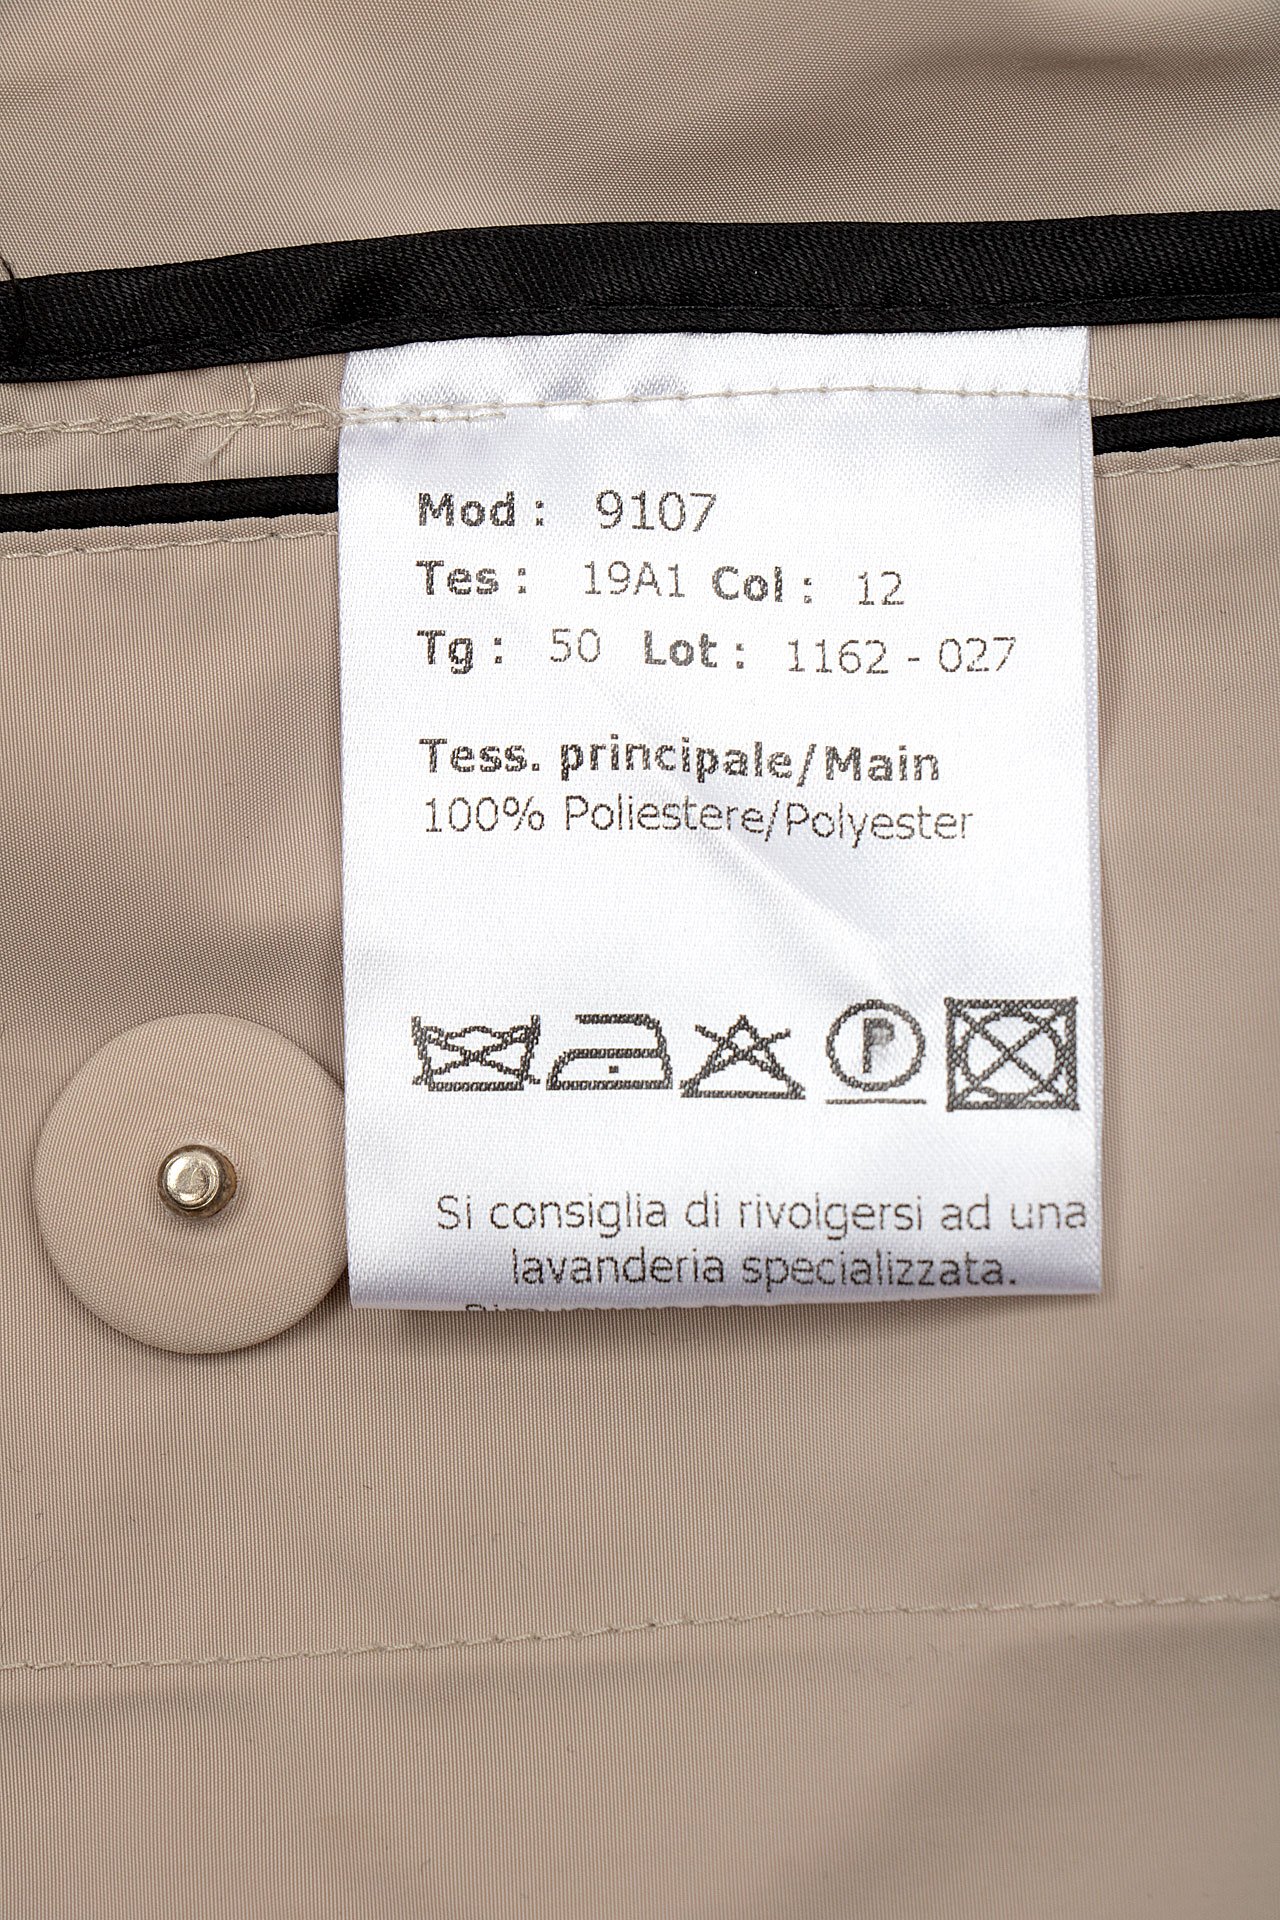 Mod : 9107
Tes : 19A1 Col : 12
Tg : 50 Lot : 1162 - 027
Tess. principale/Main
100% Poliestere/Polyester
P
Si consiglia di rivolgersi ad una
lavanderia specializzata.